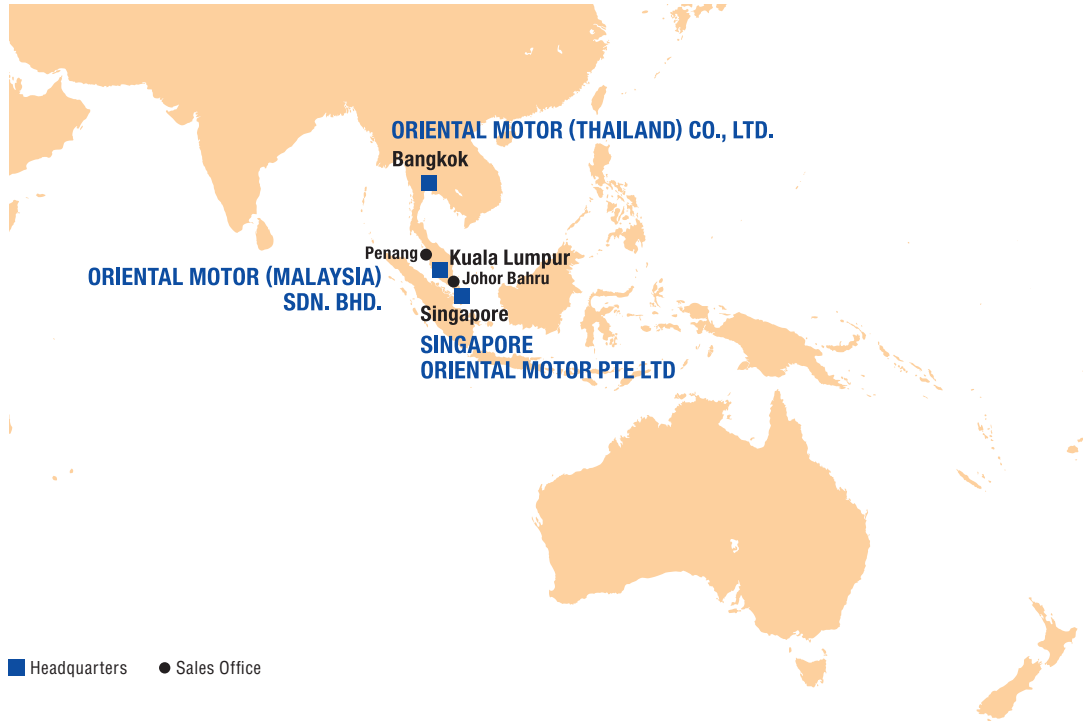 ORIENTAL MOTOR (THAILAND) CO., LTD.
Bangkok
Penang
Kuala Lumpur
Johor Bahru
ORIENTAL MOTOR (MALAYSIA)
SDN. BHD.
Singapore
SINGAPORE
ORIENTAL MOTOR PTE LTD
Headquarters
Sales Office